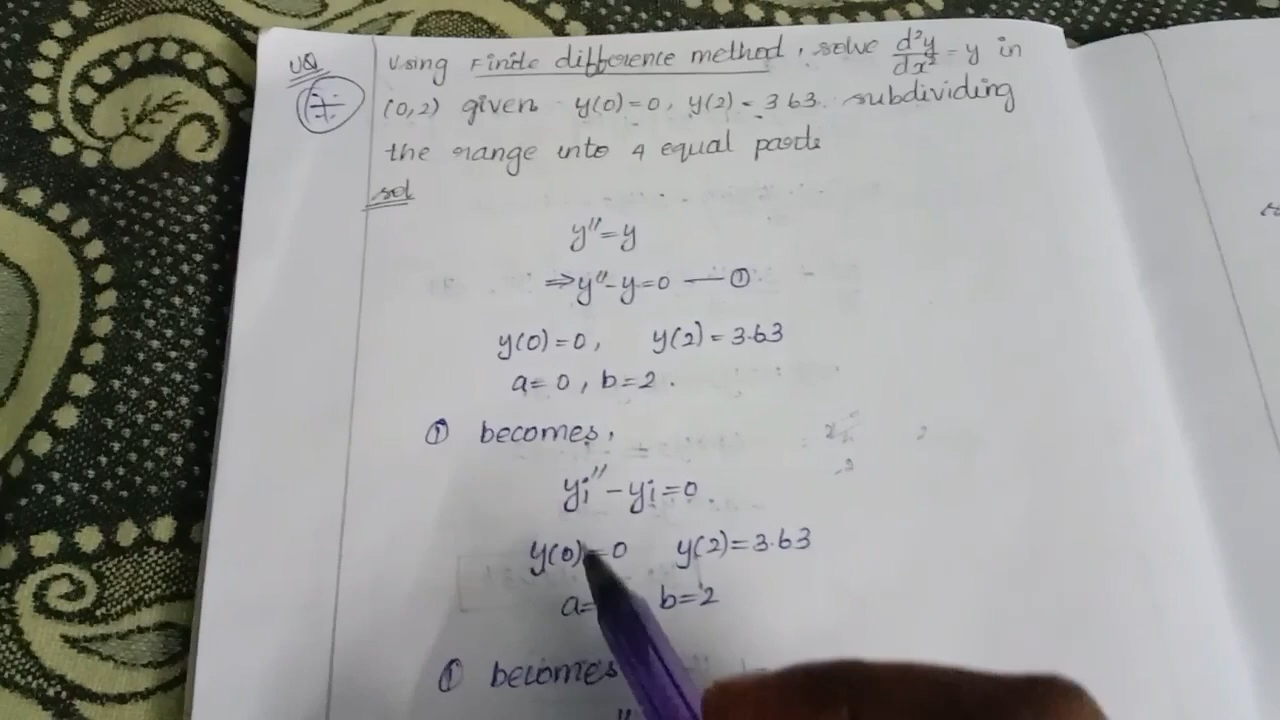 UQ
7
Using Finite difference method, solve d²y/dx² = y in
(0,2) given y(0)=0, y(2)= 3.63. subdividing
the range into 4 equal parts
sol
y''=y
⇒y''-y=0 — ①
y(0)=0, y(2)= 3.63
a= 0, b=2.
① becomes,
yi''-yi=0.
y(0)=0 y(2)=3.63
a= b=2
① becomes